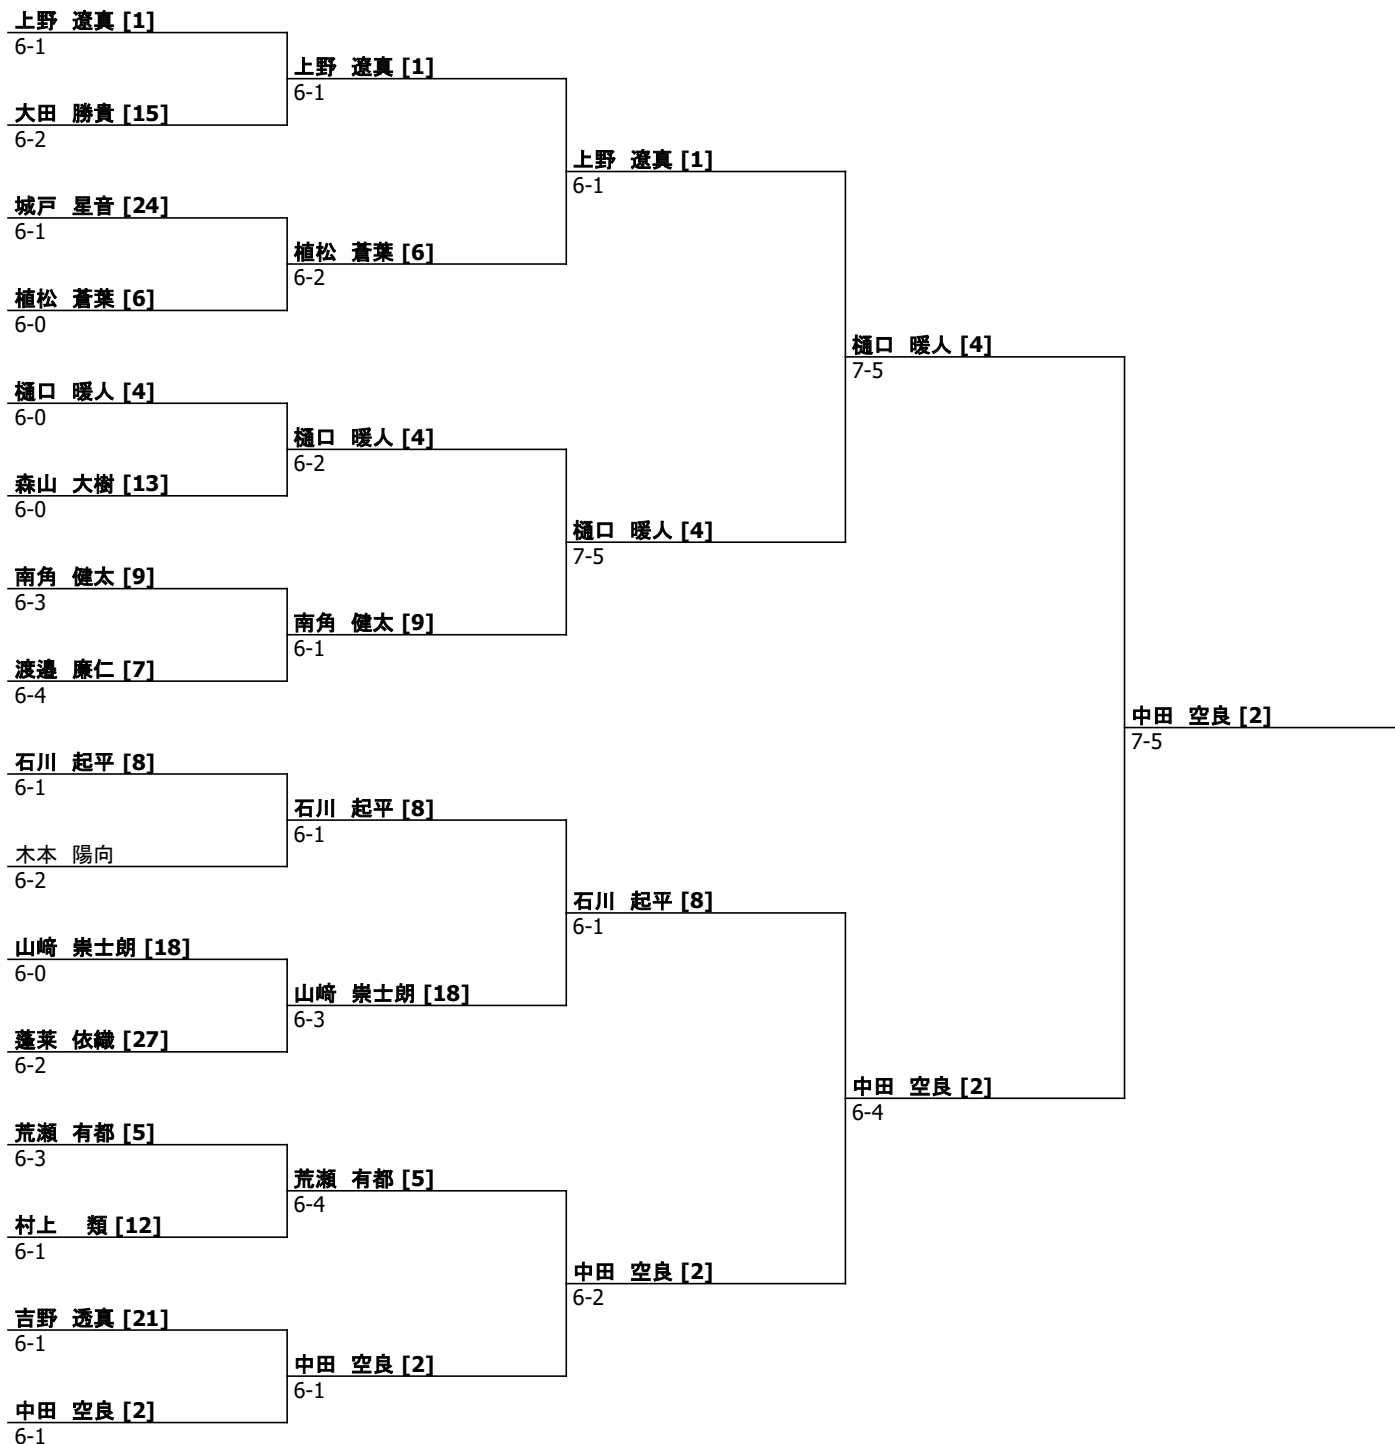 上野 遼真 [1]
6-1
上野 遼真 [1]
6-1
大田 勝貴 [15]
6-2
上野 遼真 [1]
6-1
城戸 星音 [24]
6-1
植松 蒼葉 [6]
6-2
植松 蒼葉 [6]
6-0
樋口 暖人 [4]
7-5
樋口 暖人 [4]
6-0
樋口 暖人 [4]
6-2
森山 大樹 [13]
6-0
樋口 暖人 [4]
7-5
南角 健太 [9]
6-3
南角 健太 [9]
6-1
渡邉 廉仁 [7]
6-4
中田 空良 [2]
7-5
石川 起平 [8]
6-1
石川 起平 [8]
6-1
木本 陽向
6-2
石川 起平 [8]
6-1
山﨑 崇士朗 [18]
6-0
山﨑 崇士朗 [18]
6-3
蓬莱 依織 [27]
6-2
中田 空良 [2]
6-4
荒瀬 有都 [5]
6-3
荒瀬 有都 [5]
6-4
村上 類 [12]
6-1
中田 空良 [2]
6-2
吉野 透真 [21]
6-1
中田 空良 [2]
6-1
中田 空良 [2]
6-1